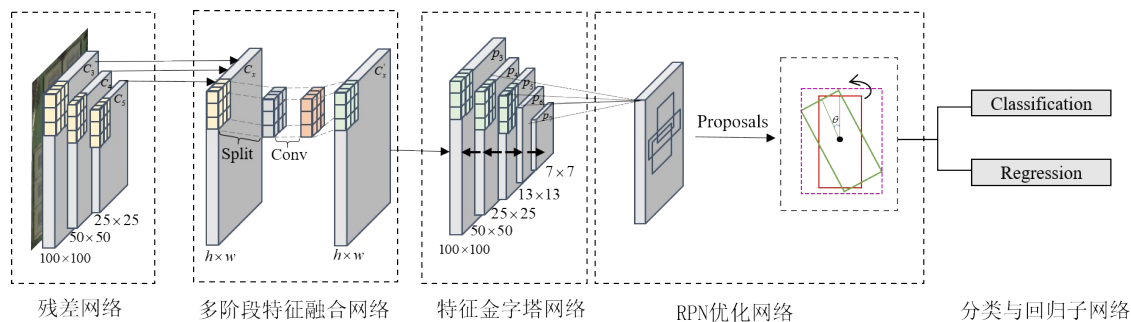 C3
C4
C5
25×25
50×50
100×100
残差网络
Cx
Split
Conv
C'x
h×w
h×w
多阶段特征融合网络
p3
p4
p5
p6
p7
7×7
13×13
25×25
50×50
100×100
特征金字塔网络
Proposals
θ
RPN优化网络
Classification
Regression
分类与回归子网络